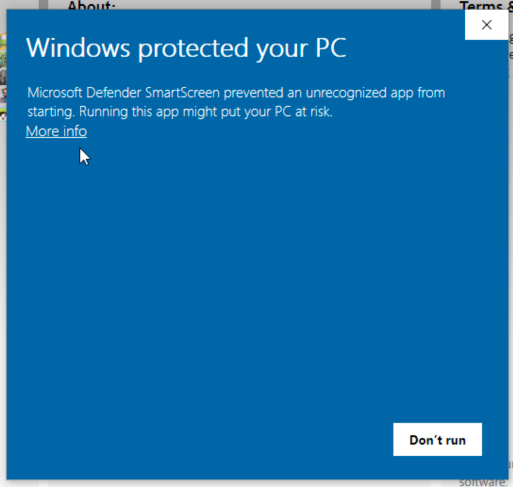 About:
Terms &
Windows protected your PC
Microsoft Defender SmartScreen prevented an unrecognized app from
starting. Running this app might put your PC at risk.
More info
Don't run
software.